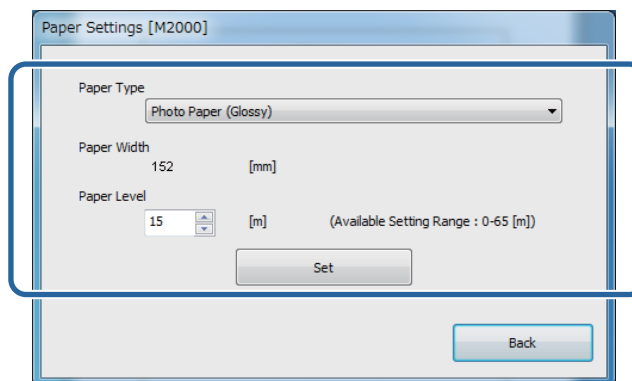 Paper Settings [M2000]
Paper Type
Photo Paper (Glossy)
Paper Width
152 [mm]
Paper Level
15 [m] (Available Setting Range : 0-65 [m])
Set
Back